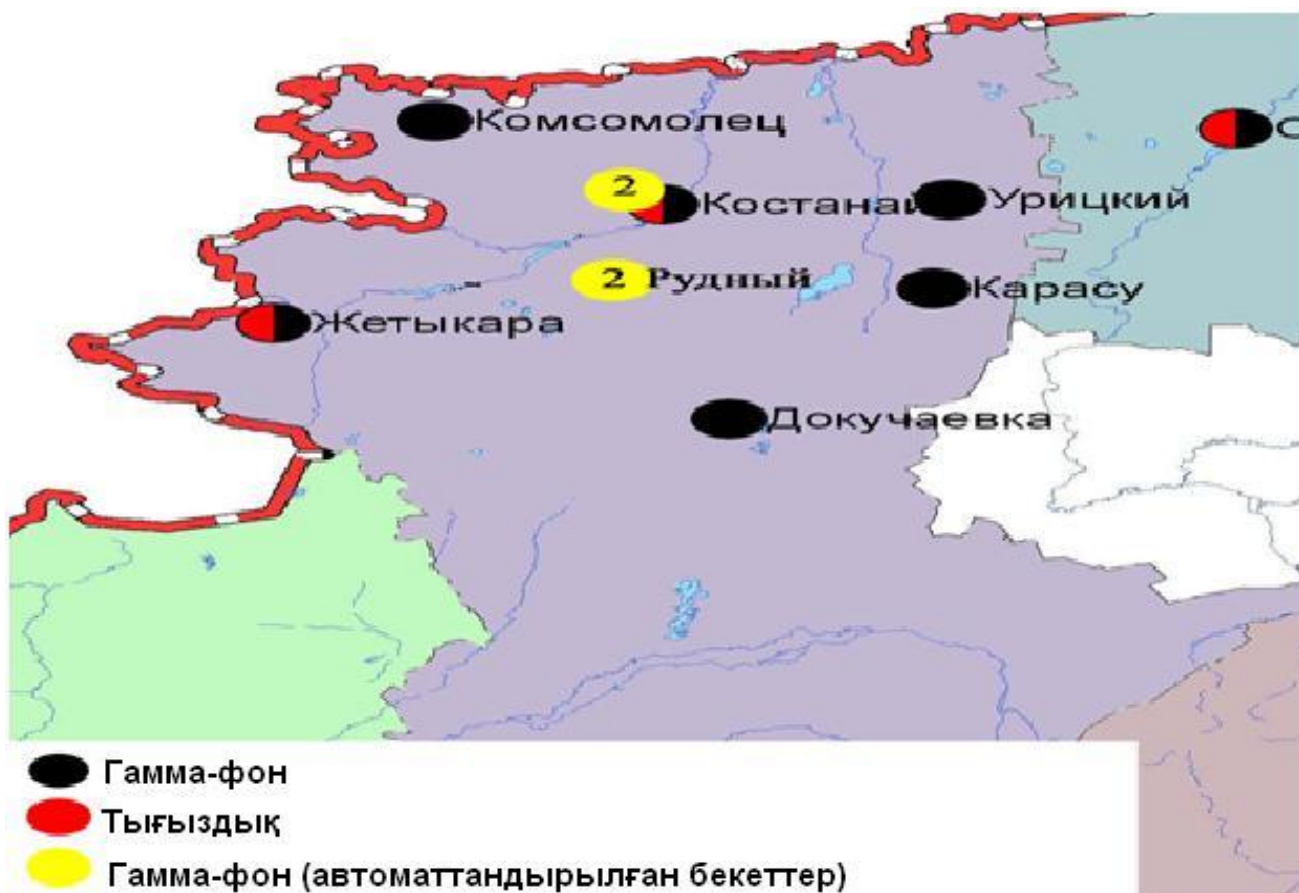 Комсомолец
2
Костанай
Урицкий
2 Рудный
Карасу
Жетыкара
Докучаевка
Гамма-фон
Тығыздық
Гамма-фон (автоматтандырылған бекеттер)